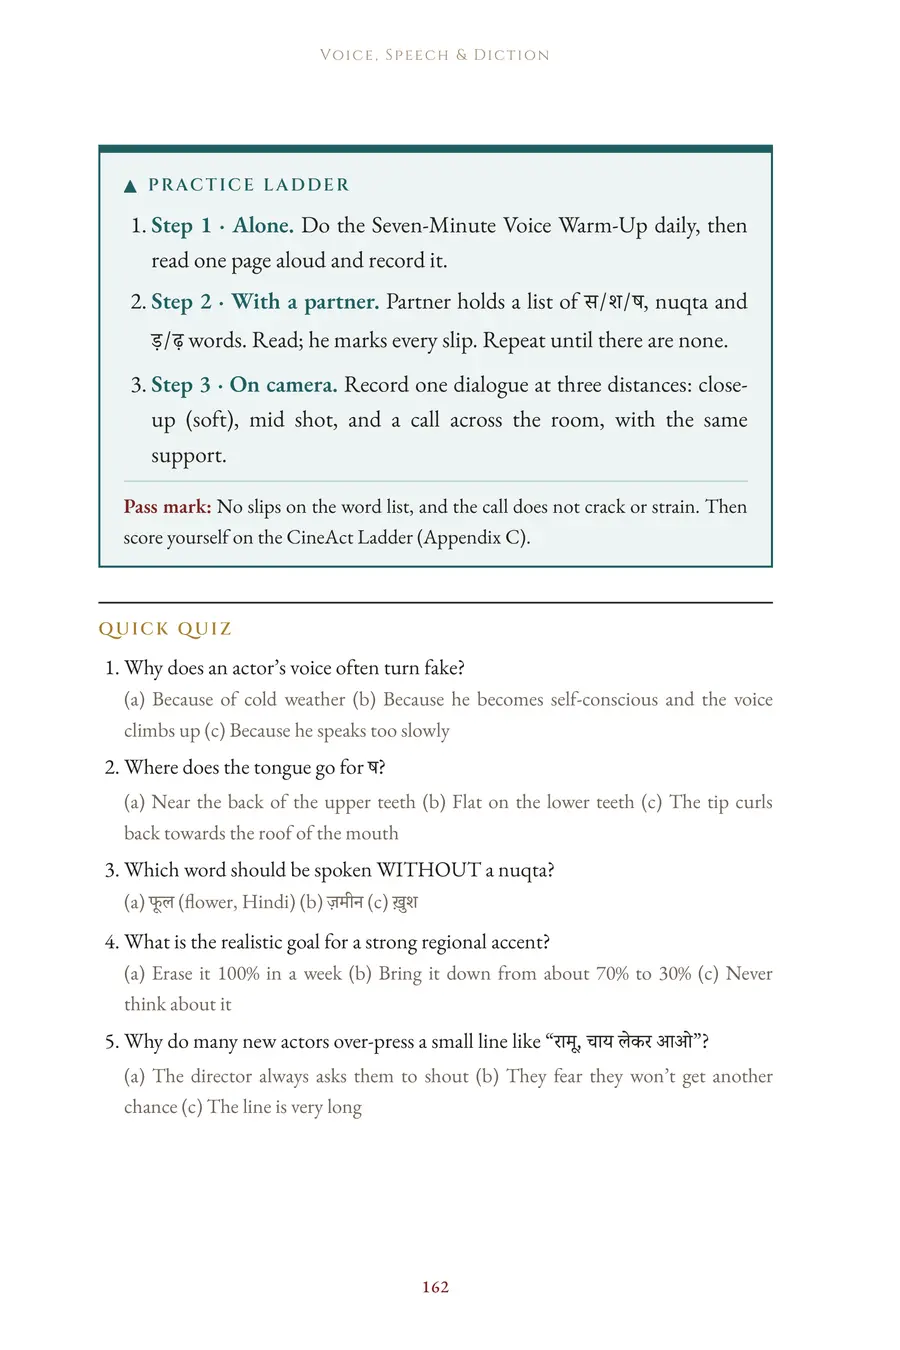 Voice, Speech & Diction
▲ PRACTICE LADDER
1. Step 1 · Alone. Do the Seven-Minute Voice Warm-Up daily, then
read one page aloud and record it.
2. Step 2 · With a partner. Partner holds a list of स/श/ष, nuqta and
ड़/ढ़ words. Read; he marks every slip. Repeat until there are none.
3. Step 3 · On camera. Record one dialogue at three distances: close-
up (soft), mid shot, and a call across the room, with the same
support.
Pass mark: No slips on the word list, and the call does not crack or strain. Then
score yourself on the CineAct Ladder (Appendix C).
QUICK QUIZ
1. Why does an actor’s voice often turn fake?
(a) Because of cold weather (b) Because he becomes self-conscious and the voice
climbs up (c) Because he speaks too slowly
2. Where does the tongue go for ष?
(a) Near the back of the upper teeth (b) Flat on the lower teeth (c) The tip curls
back towards the roof of the mouth
3. Which word should be spoken WITHOUT a nuqta?
(a) फूल (flower, Hindi) (b) ज़मीन (c) ख़ुश
4. What is the realistic goal for a strong regional accent?
(a) Erase it 100% in a week (b) Bring it down from about 70% to 30% (c) Never
think about it
5. Why do many new actors over-press a small line like “रामू, चाय लेकर आओ”?
(a) The director always asks them to shout (b) They fear they won’t get another
chance (c) The line is very long
162